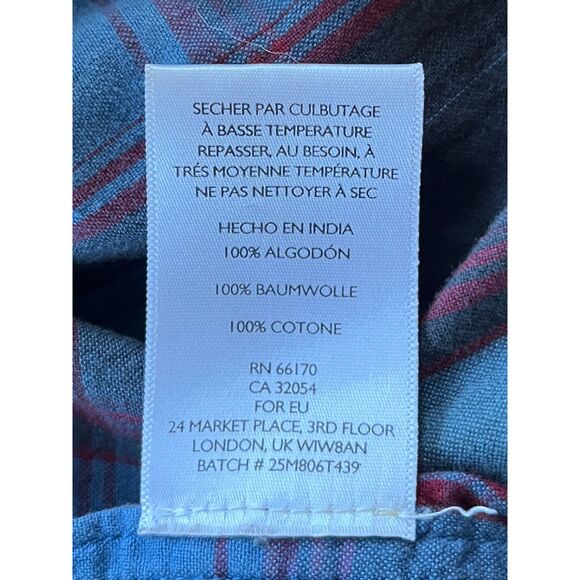 SECHER PAR CULBUTAGE
À BASSE TEMPERATURE
REPASSER, AU BESOIN, À
TRÉS MOYENNE TEMPÉRATURE
NE PAS NETTOYER À SEC
HECHO EN INDIA
100% ALGODÓN
100% BAUMWOLLE
100% COTONE
RN 66170
CA 32054
FOR EU
24 MARKET PLACE, 3RD FLOOR
LONDON, UK WIW8AN
BATCH # 25M806T439